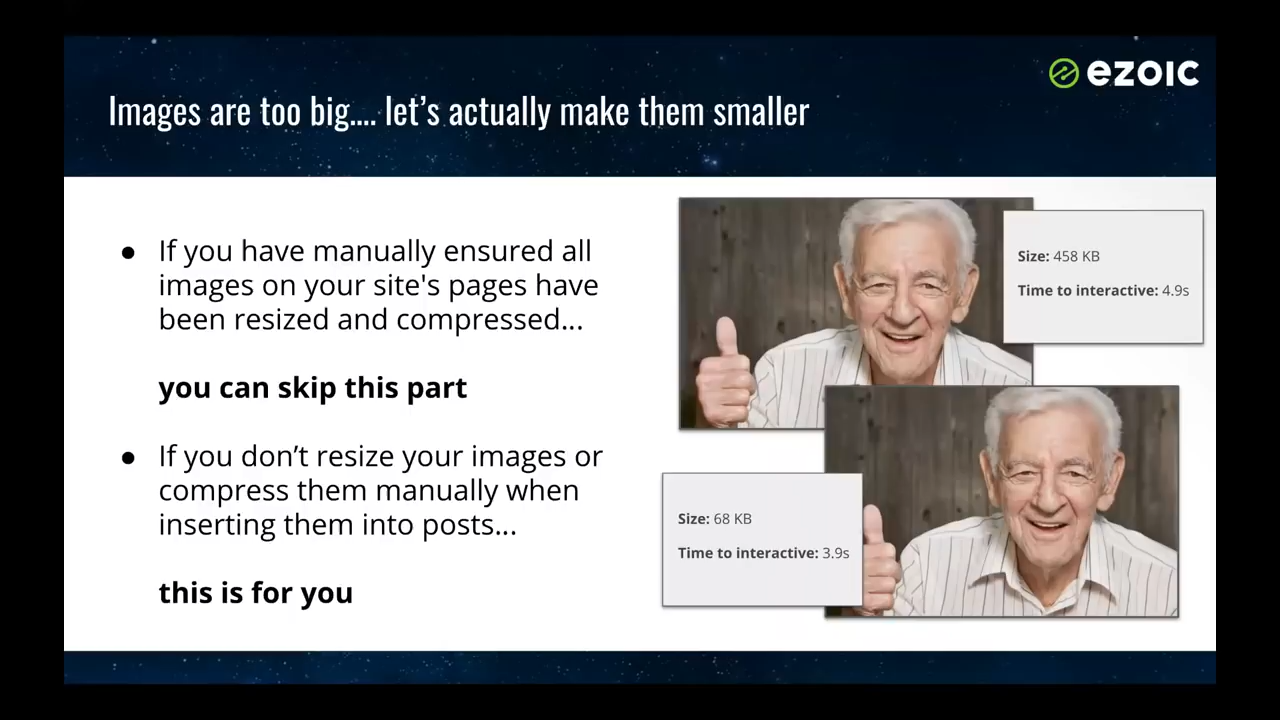 ezoic
Images are too big.... let's actually make them smaller
● If you have manually ensured all
images on your site's pages have
been resized and compressed...
you can skip this part
● If you don’t resize your images or
compress them manually when
inserting them into posts...
this is for you
Size: 458 KB
Time to interactive: 4.9s
Size: 68 KB
Time to interactive: 3.9s